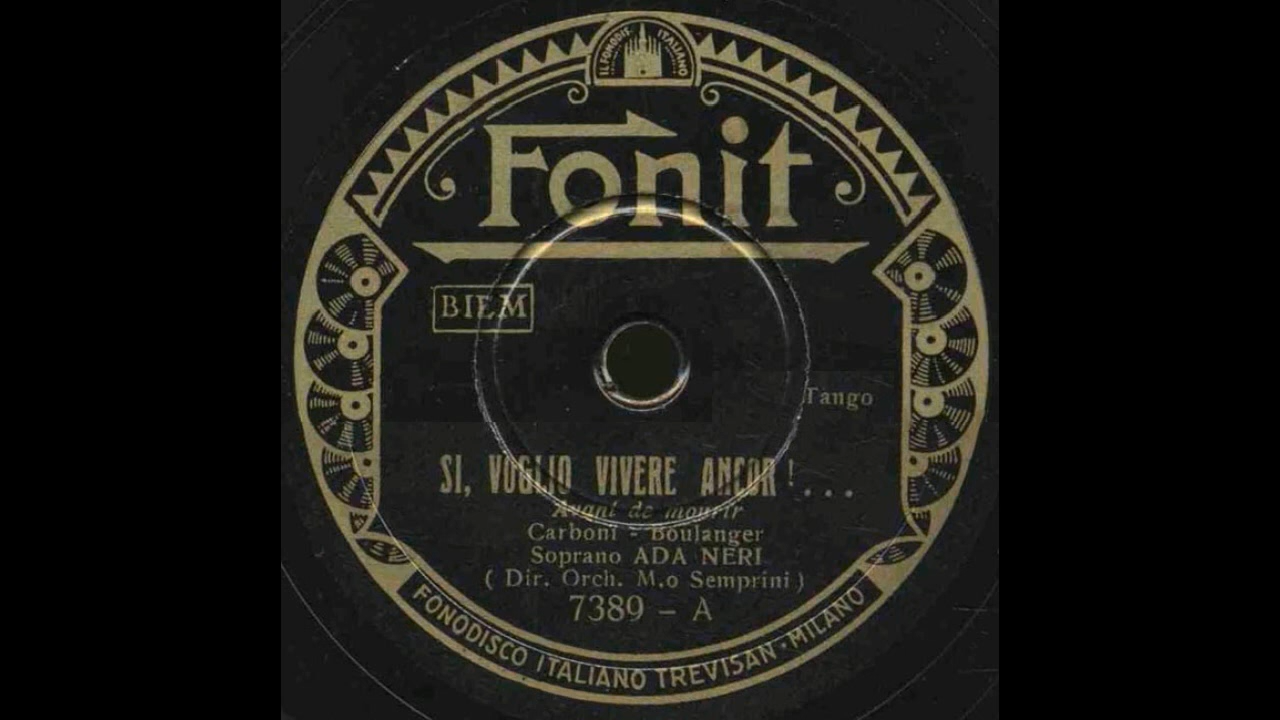 IL FONODIS. ITALIANO
Fonit
BIEM
Tango
SI, VOGLIO VIVERE ANCOR!...
Avant de mourir
Carboni - Boulanger
Soprano ADA NERI
( Dir. Orch. M.o Semprini )
7389 - A
FONODISCO ITALIANO TREVISAN - MILANO